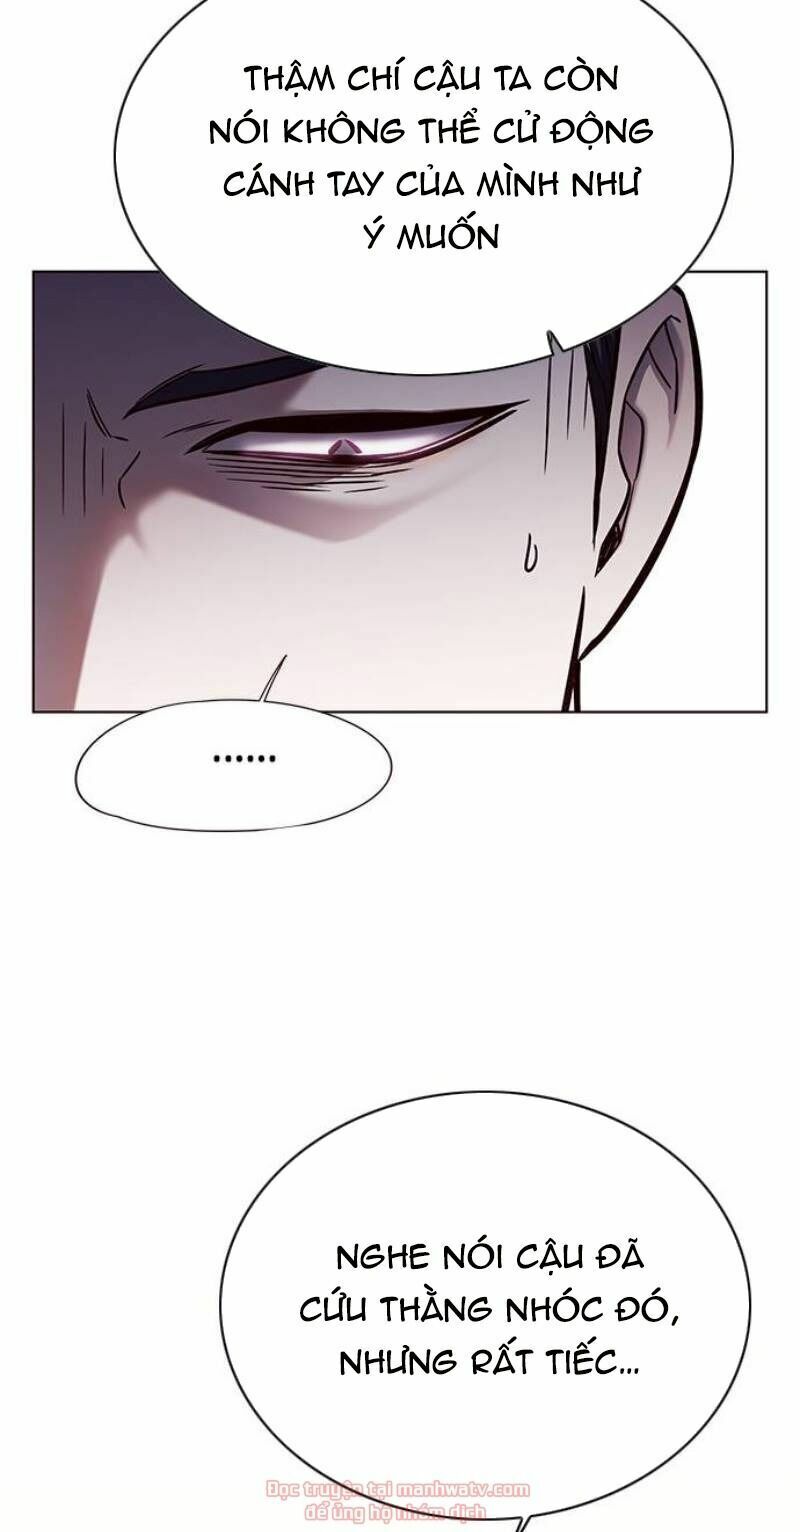 THẬM CHÍ CẬU TA CÒN
NÓI KHÔNG THỂ CỬ ĐỘNG
CÁNH TAY CỦA MÌNH NHƯ
Ý MUỐN
......
NGHE NÓI CẬU ĐÃ
CỨU THẰNG NHÓC ĐÓ,
NHƯNG RẤT TIẾC...
Đọc truyện tại manhwatv.com
để ủng hộ nhóm dịch